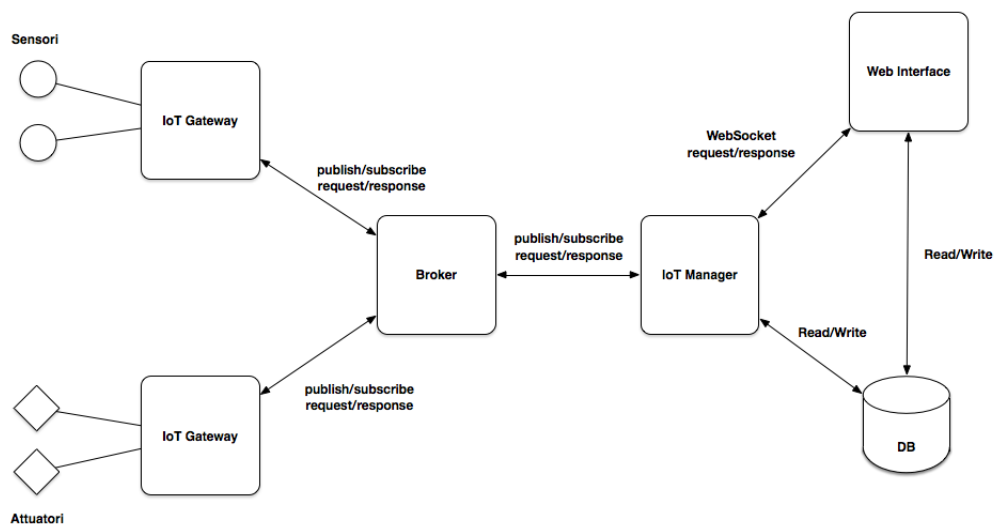 Sensori
IoT Gateway
Web Interface
WebSocket
request/response
publish/subscribe
request/response
publish/subscribe
request/response
Broker
IoT Manager
Read/Write
Read/Write
publish/subscribe
request/response
IoT Gateway
DB
Attuatori